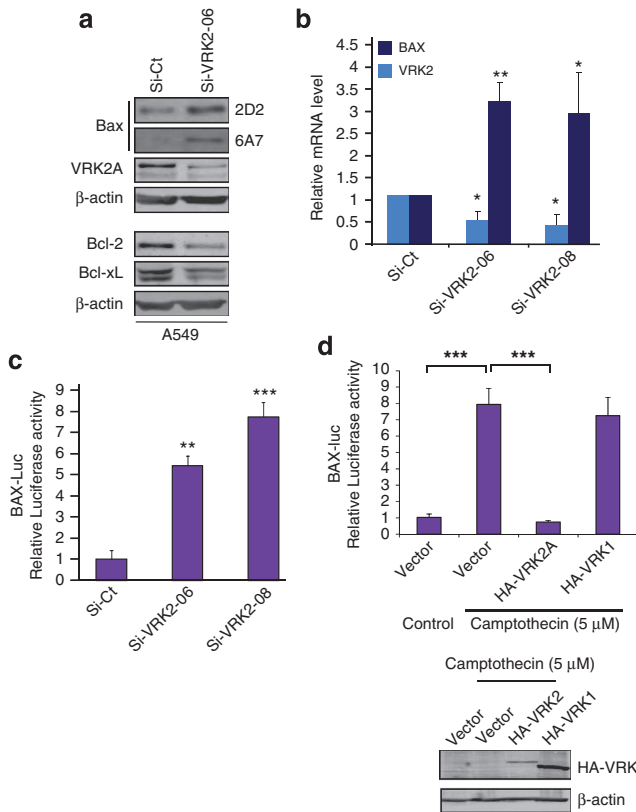 a
Si-Ct
Si-VRK2-06
Bax
2D2
6A7
VRK2A
β-actin
Bcl-2
Bcl-xL
β-actin
A549
b
BAX
VRK2
Relative mRNA level
4.5
4
3.5
3
2.5
2
1.5
1
0.5
0
*
**
*
*
Si-Ct
Si-VRK2-06
Si-VRK2-08
c
BAX-Luc
Relative Luciferase activity
9
8
7
6
5
4
3
2
1
0
**
***
Si-Ct
Si-VRK2-06
Si-VRK2-08
d
BAX-luc
Relative Luciferase activity
10
9
8
7
6
5
4
3
2
1
0
***
***
Vector
Vector
HA-VRK2A
HA-VRK1
Control
Camptothecin (5 μM)
Camptothecin (5 μM)
Vector
Vector
HA-VRK2
HA-VRK1
HA-VRK
β-actin